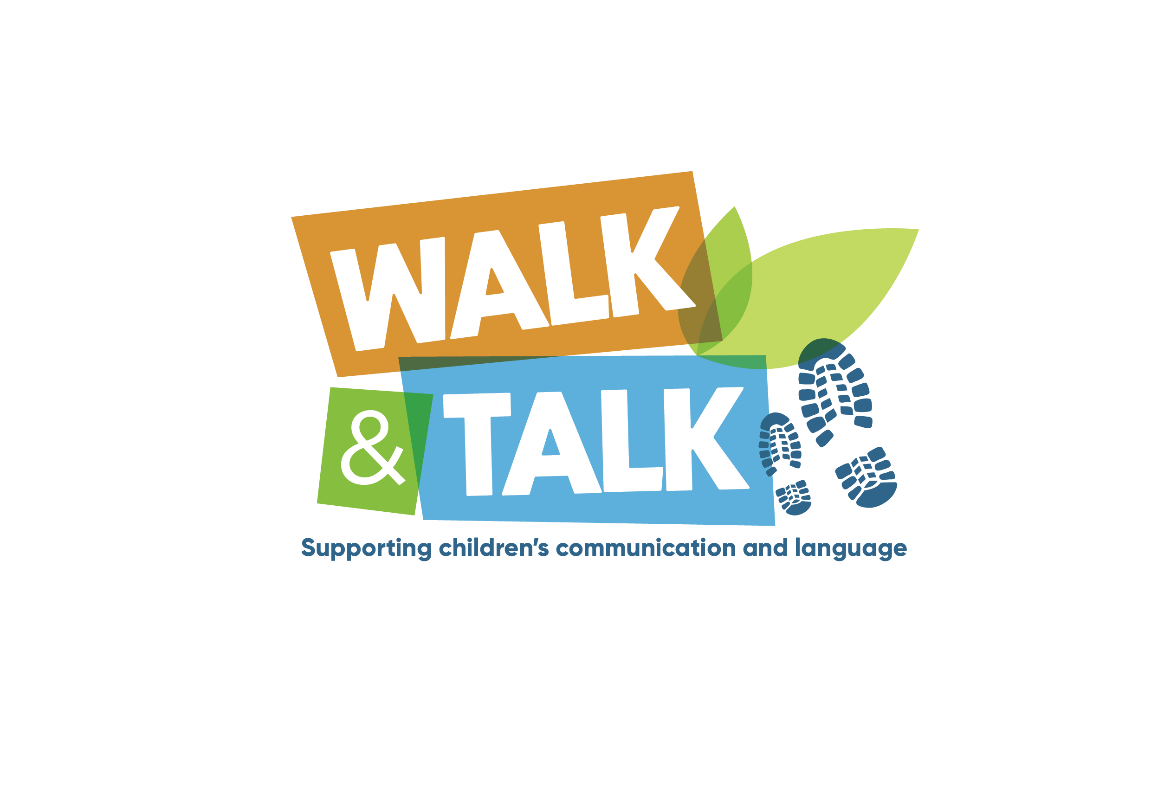 WALK
& TALK
Supporting children's communication and language